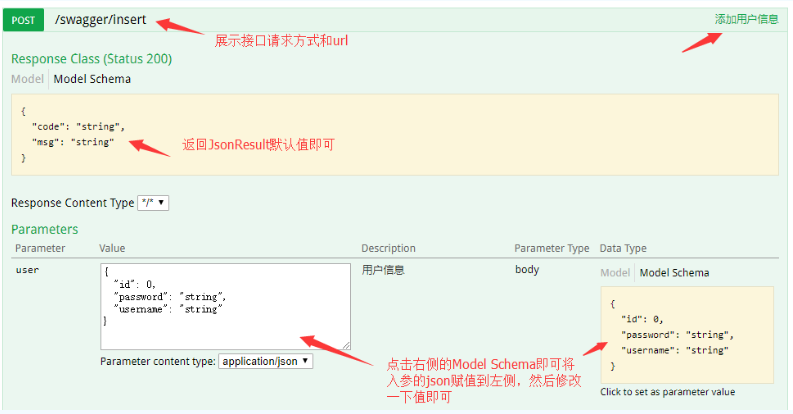 POST /swagger/insert 添加用户信息
展示接口请求方式和url
Response Class (Status 200)
Model Model Schema
{
"code": "string",
"msg": "string"
}
返回JsonResult默认值即可
Response Content Type */*
Parameters
Parameter Value Description Parameter Type Data Type
user
{
"id": 0,
"password": "string",
"username": "string"
}
用户信息
body
Model Model Schema
{
"id": 0,
"password": "string",
"username": "string"
}
Parameter content type: application/json
点击右侧的Model Schema即可将
入参的json赋值到左侧，然后修改
一下值即可
Click to set as parameter value